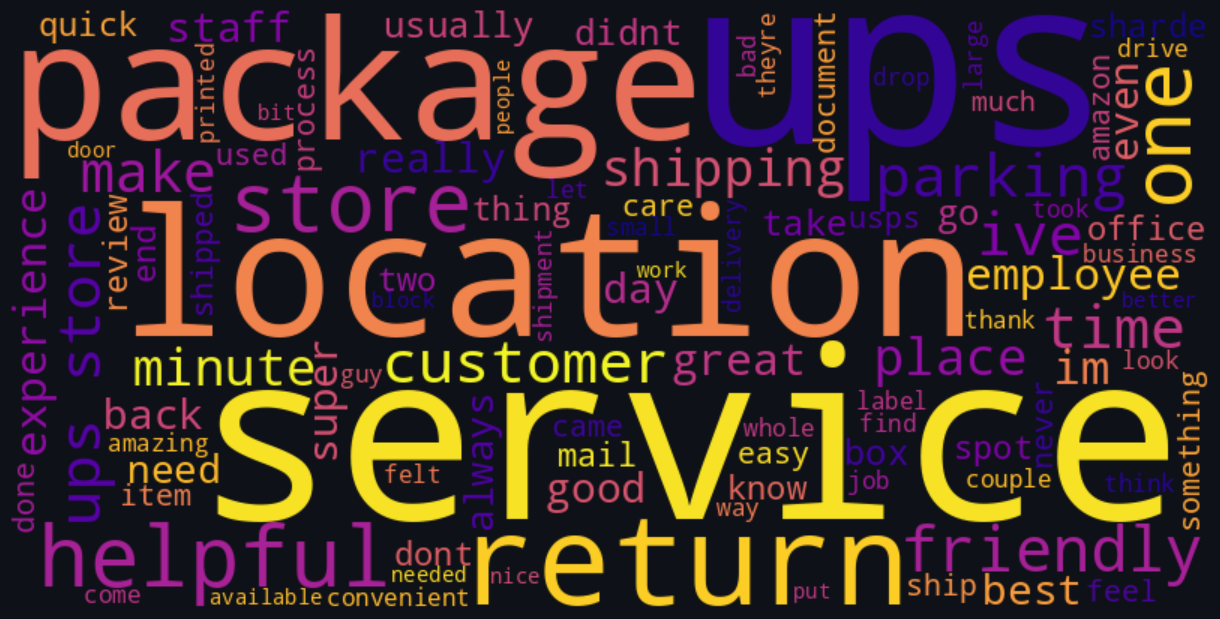 quick
staff
usually
didnt
sharde
package
ups
printed
bit
process
people
bad
theyre
document
drop
large
much
drive
amazon
even
one
door
make
used
really
let
shipping
parking
store
thing
care
small
delivery
take
usps
go
took
ive
office
business
experience
ups store
review
end
shipped
location
two
block
shipment
day
work
employee
better
thank
time
minute
super
guy
customer
great
place
im
look
back
amazing
need
item
service
felt
always
came
mail
good
whole
easy
know
way
label
find
box
job
spot
couple
never
think
something
done
helpful
dont
needed
nice
return
put
friendly
ship
best
feel
come
available
convenient